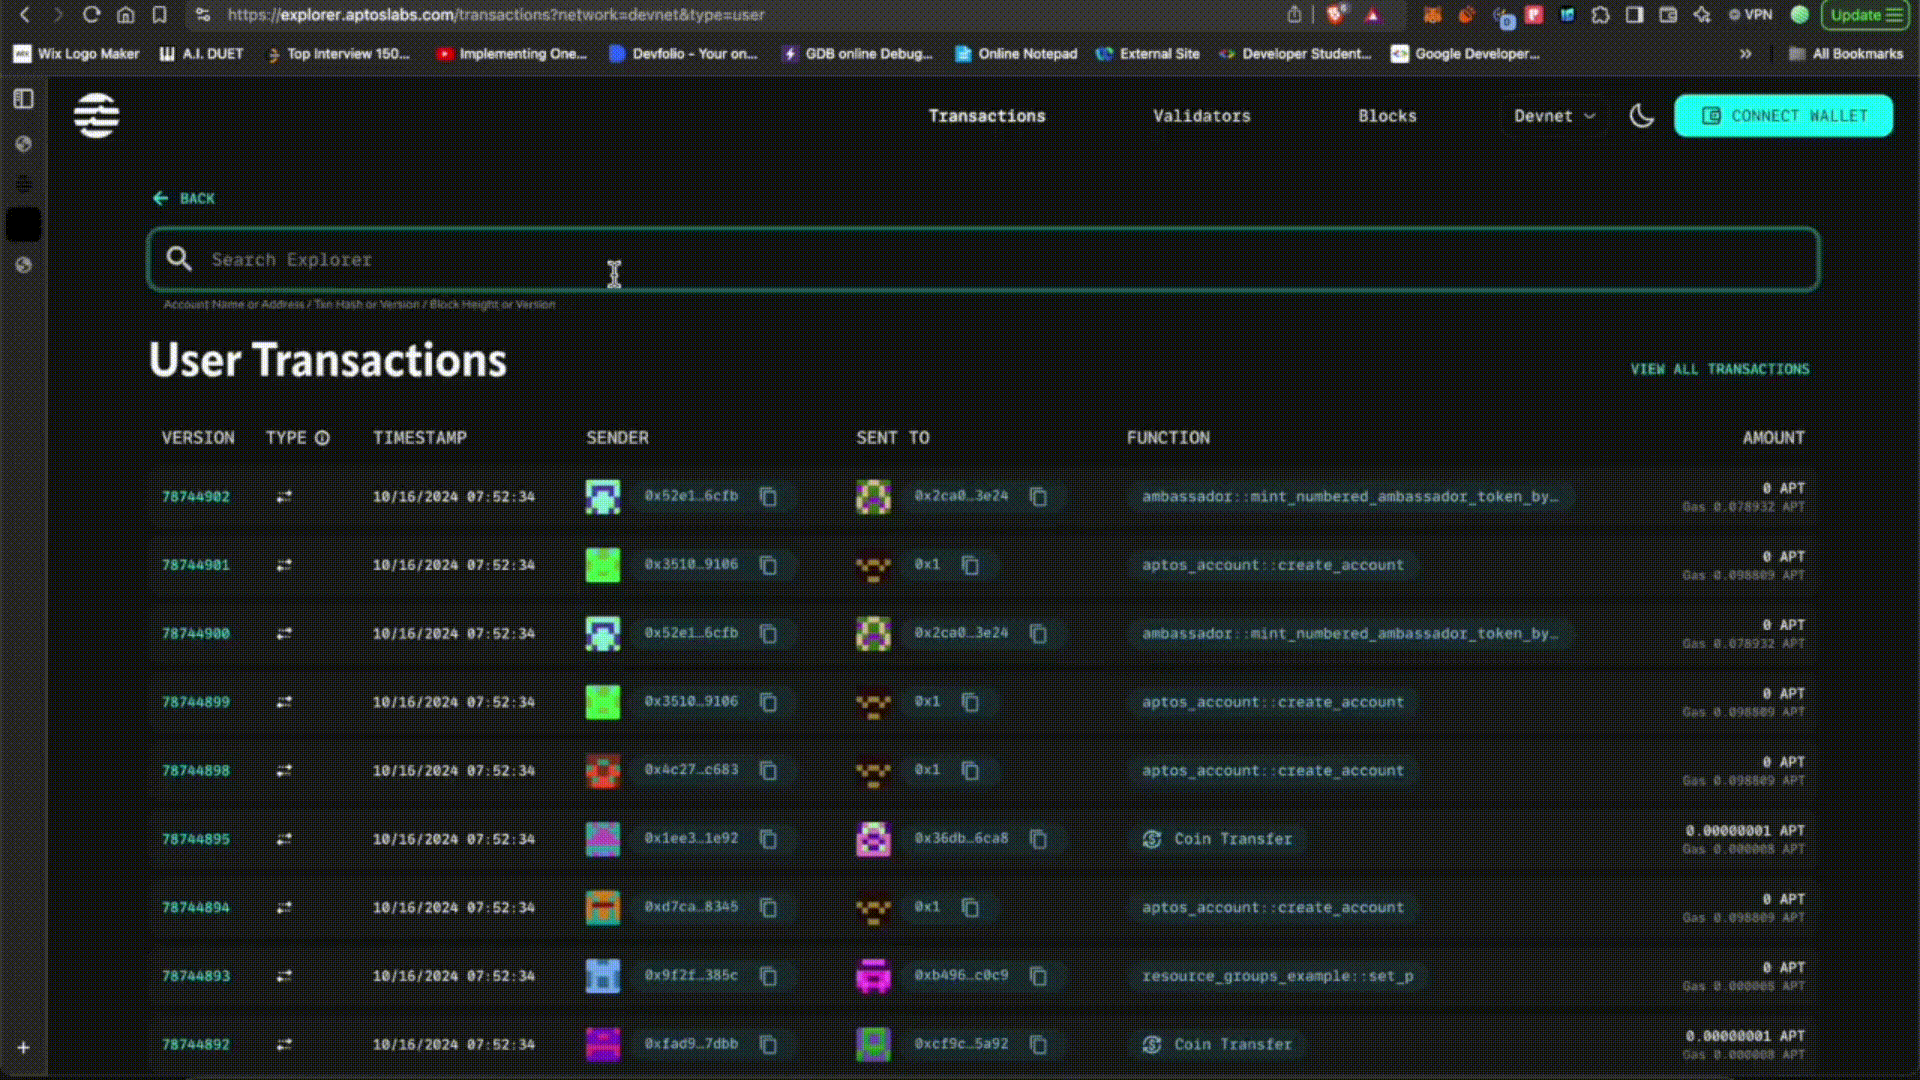 https://explorer.aptoslabs.com/transactions?network=devnet&type=user
VPN
Update
Wix Logo Maker
A.I. DUET
Top Interview 150...
Implementing One...
Devfolio - Your on...
GDB online Debug...
Online Notepad
External Site
Developer Student...
Google Developer...
»
All Bookmarks
Transactions
Validators
Blocks
Devnet
CONNECT WALLET
BACK
Search Explorer
Account Name or Address / Txn Hash or Version / Block Height or Version
User Transactions
VIEW ALL TRANSACTIONS
VERSION TYPE TIMESTAMP SENDER SENT TO FUNCTION AMOUNT
78744902 10/16/2024 07:52:34 0x52e1…6cfb 0x2ca0…3e24 ambassador::mint_numbered_ambassador_token_by… 0 APT
Gas 0.078932 APT
78744901 10/16/2024 07:52:34 0x3510…9106 0x1 aptos_account::create_account 0 APT
Gas 0.098809 APT
78744900 10/16/2024 07:52:34 0x52e1…6cfb 0x2ca0…3e24 ambassador::mint_numbered_ambassador_token_by… 0 APT
Gas 0.078932 APT
78744899 10/16/2024 07:52:34 0x3510…9106 0x1 aptos_account::create_account 0 APT
Gas 0.098809 APT
78744898 10/16/2024 07:52:34 0x4c27…c683 0x1 aptos_account::create_account 0 APT
Gas 0.098809 APT
78744895 10/16/2024 07:52:34 0x1ee3…1e92 0x36db…6ca8 Coin Transfer 0.00000001 APT
Gas 0.000008 APT
78744894 10/16/2024 07:52:34 0xd7ca…8345 0x1 aptos_account::create_account 0 APT
Gas 0.098809 APT
78744893 10/16/2024 07:52:34 0x9f2f…385c 0xb496…c0c9 resource_groups_example::set_p 0 APT
Gas 0.000005 APT
78744892 10/16/2024 07:52:34 0xfad9…7dbb 0xcf9c…5a92 Coin Transfer 0.00000001 APT
Gas 0.000008 APT